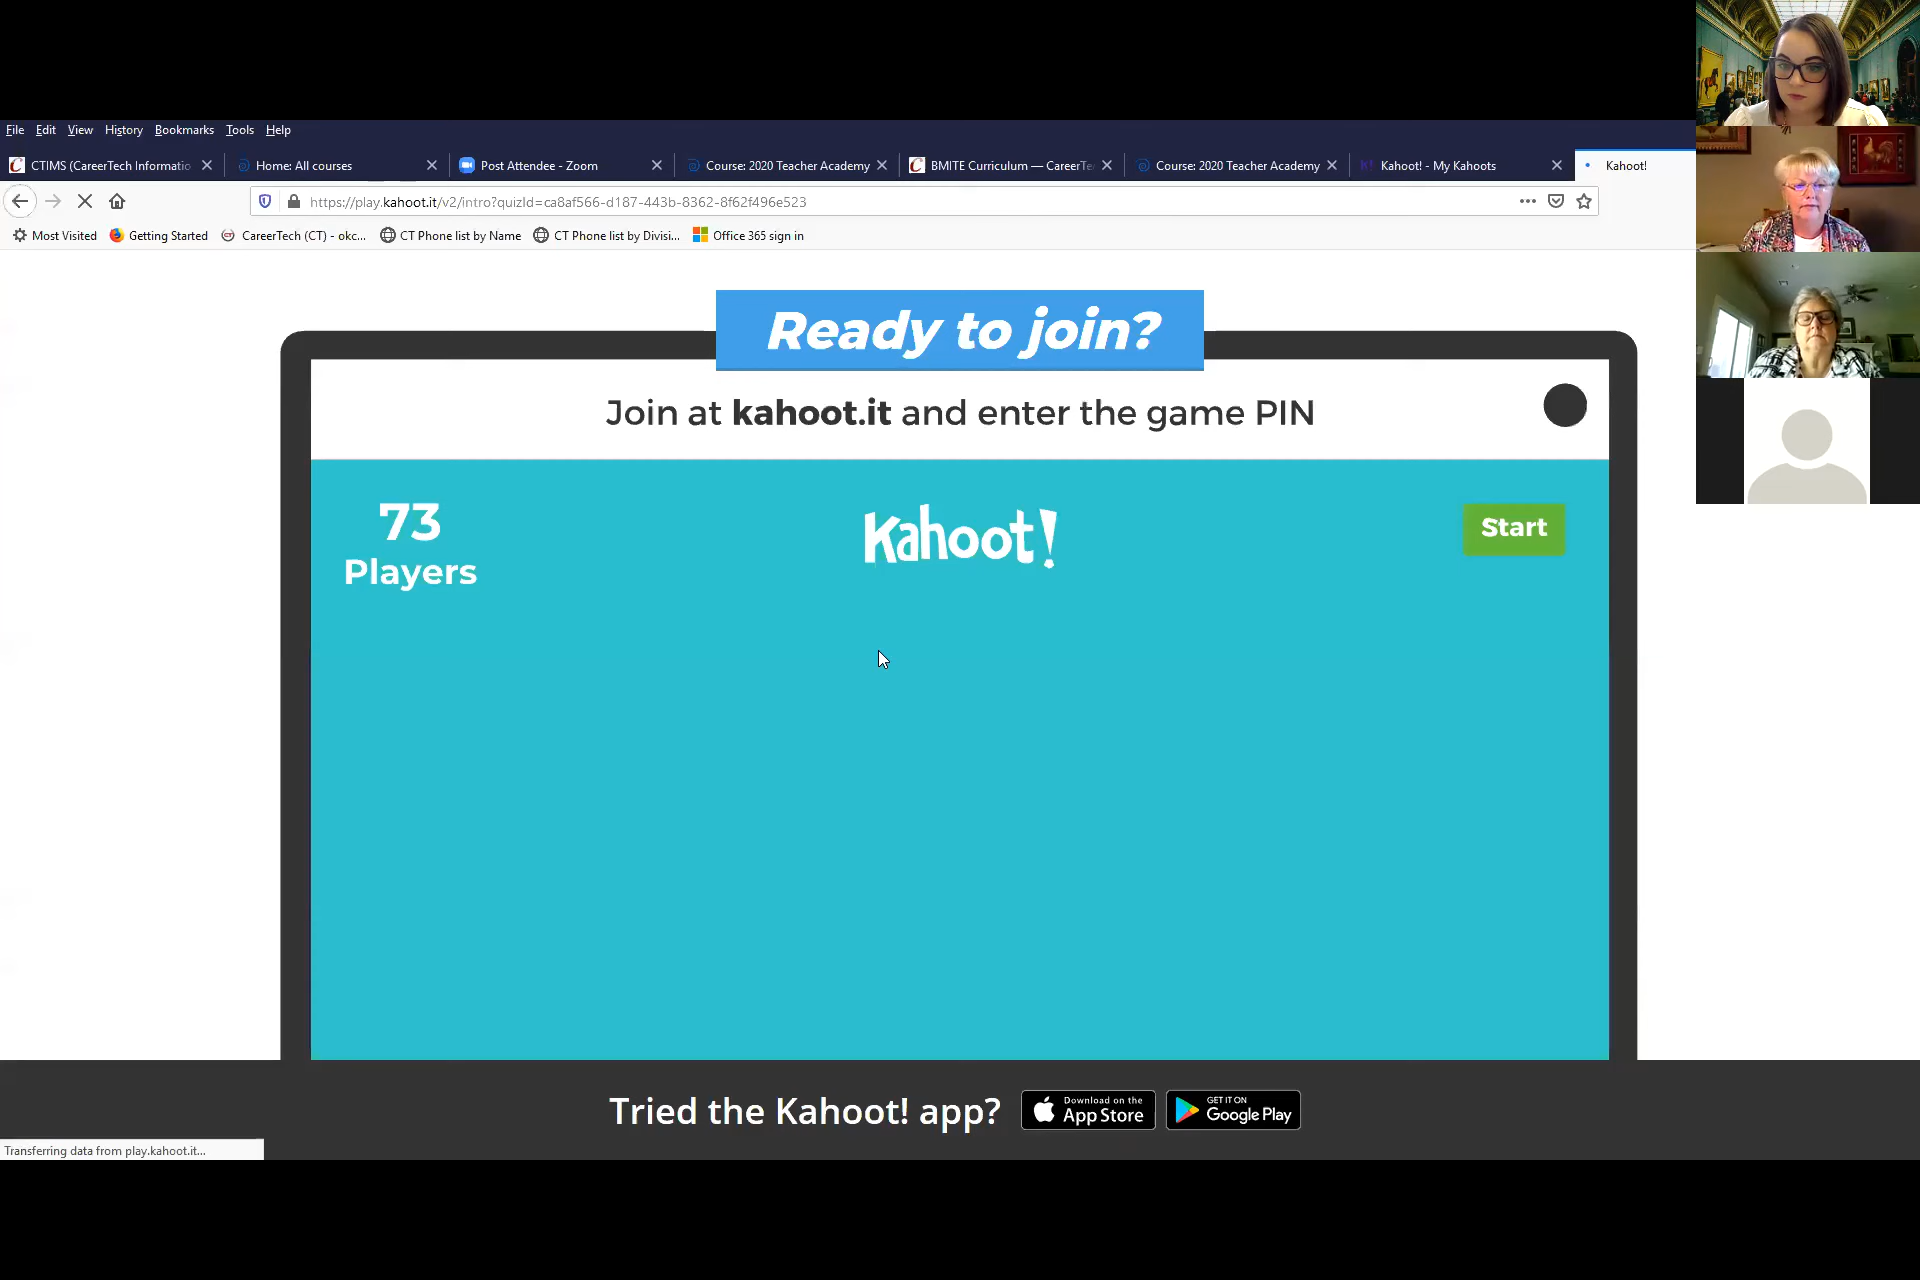 File Edit View History Bookmarks Tools Help
CTIMS (CareerTech Informatio
Home: All courses
Post Attendee - Zoom
Course: 2020 Teacher Academy
BMITE Curriculum — CareerTe
Course: 2020 Teacher Academy
Kahoot! - My Kahoots
Kahoot!
https://play.kahoot.it/v2/intro?quizId=ca8af566-d187-443b-8362-8f62f496e523
Most Visited Getting Started CareerTech (CT) - okc... CT Phone list by Name CT Phone list by Divisi... Office 365 sign in
Ready to join?
Join at kahoot.it and enter the game PIN
73
Players
Kahoot!
Start
Tried the Kahoot! app?
Download on the
App Store
GET IT ON
Google Play
Transferring data from play.kahoot.it...